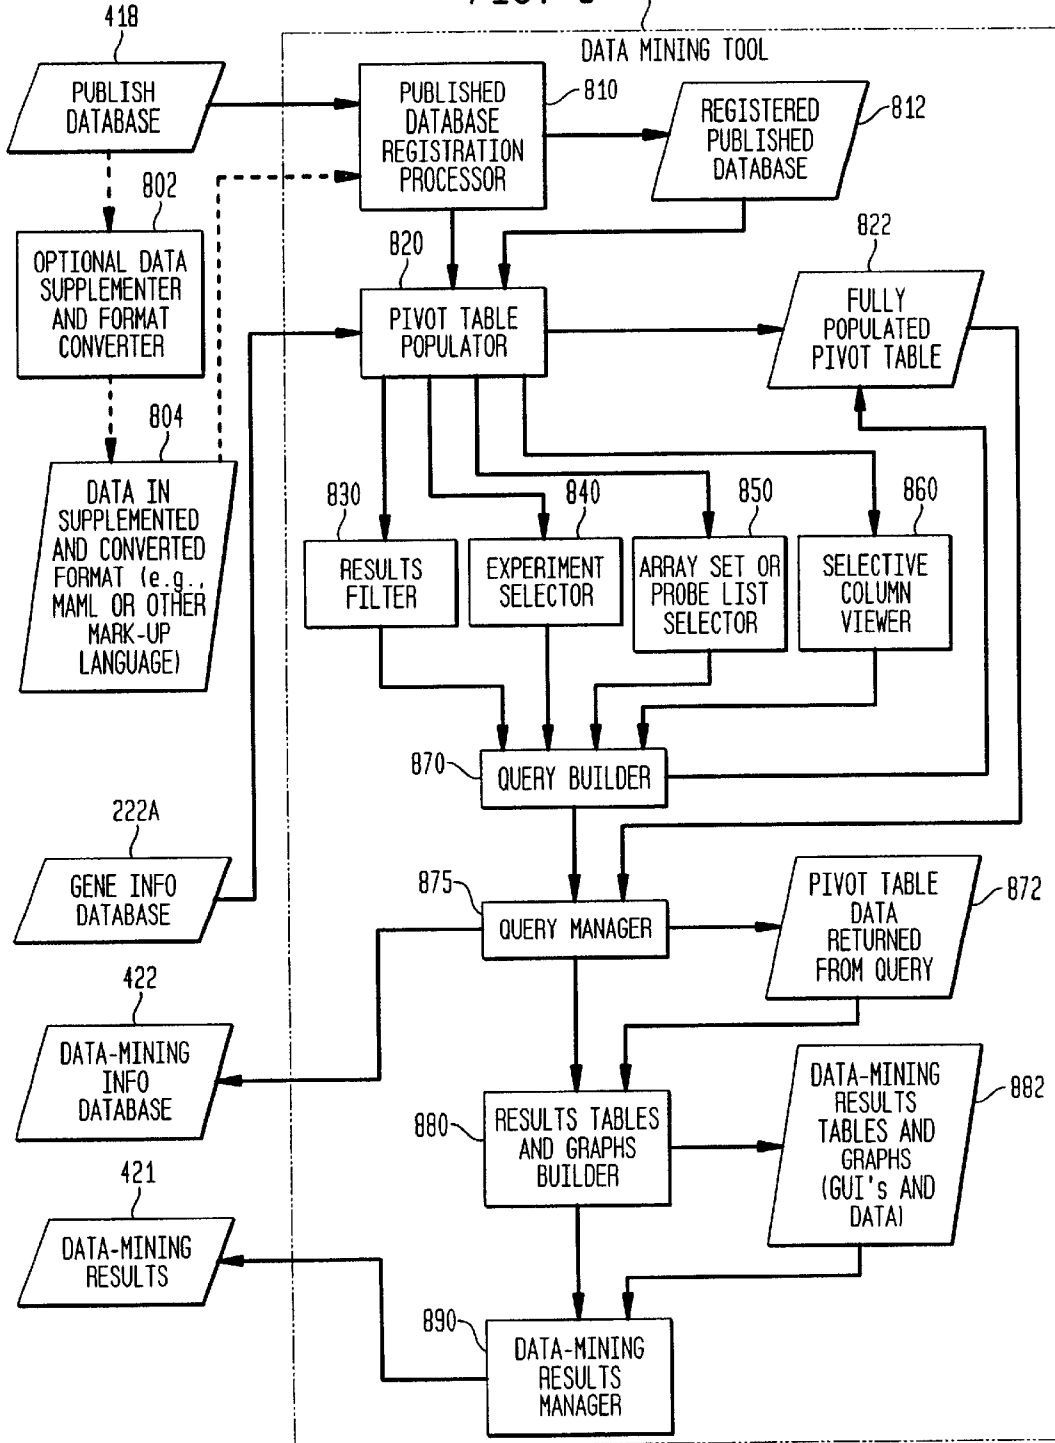 418
DATA MINING TOOL
PUBLISH
DATABASE
PUBLISHED
DATABASE
REGISTRATION
PROCESSOR
810
REGISTERED
PUBLISHED
DATABASE
812
802
OPTIONAL DATA
SUPPLEMENTER
AND FORMAT
CONVERTER
820
PIVOT TABLE
POPULATOR
822
FULLY
POPULATED
PIVOT TABLE
804
DATA IN
SUPPLEMENTED
AND CONVERTED
FORMAT (e.g.,
MAML OR OTHER
MARK-UP
LANGUAGE)
830
RESULTS
FILTER
840
EXPERIMENT
SELECTOR
850
ARRAY SET OR
PROBE LIST
SELECTOR
860
SELECTIVE
COLUMN
VIEWER
870
QUERY BUILDER
222A
GENE INFO
DATABASE
875
QUERY MANAGER
PIVOT TABLE
DATA
RETURNED
FROM QUERY
872
422
DATA-MINING
INFO
DATABASE
880
RESULTS TABLES
AND GRAPHS
BUILDER
DATA-MINING
RESULTS
TABLES AND
GRAPHS
(GUI's AND
DATA)
882
421
DATA-MINING
RESULTS
890
DATA-MINING
RESULTS
MANAGER